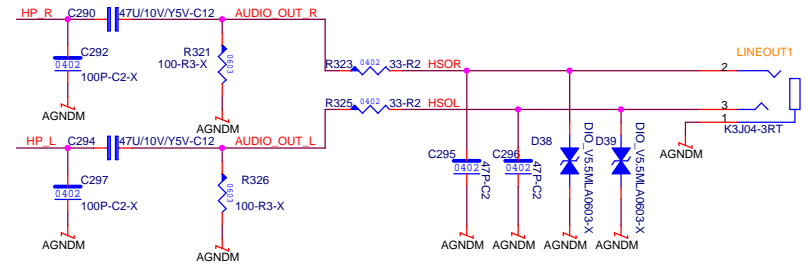 HP_R C290 47U/10V/Y5V-C12 AUDIO_OUT_R
C292
0402
100P-C2-X
AGNDM
R321
100-R3-X
0603
AGNDM
R323 0402 33-R2 HSOR
2 LINEOUT1
R325 0402 33-R2 HSOL
3
1
K3J04-3RT
AGNDM
HP_L C294 47U/10V/Y5V-C12 AUDIO_OUT_L
C297
0402
100P-C2-X
AGNDM
R326
100-R3-X
0603
AGNDM
C295
0402
47P-C2
AGNDM
C296
0402
47P-C2
AGNDM
D38
DIO_V5.5MLA0603-X
AGNDM
D39
DIO_V5.5MLA0603-X
AGNDM